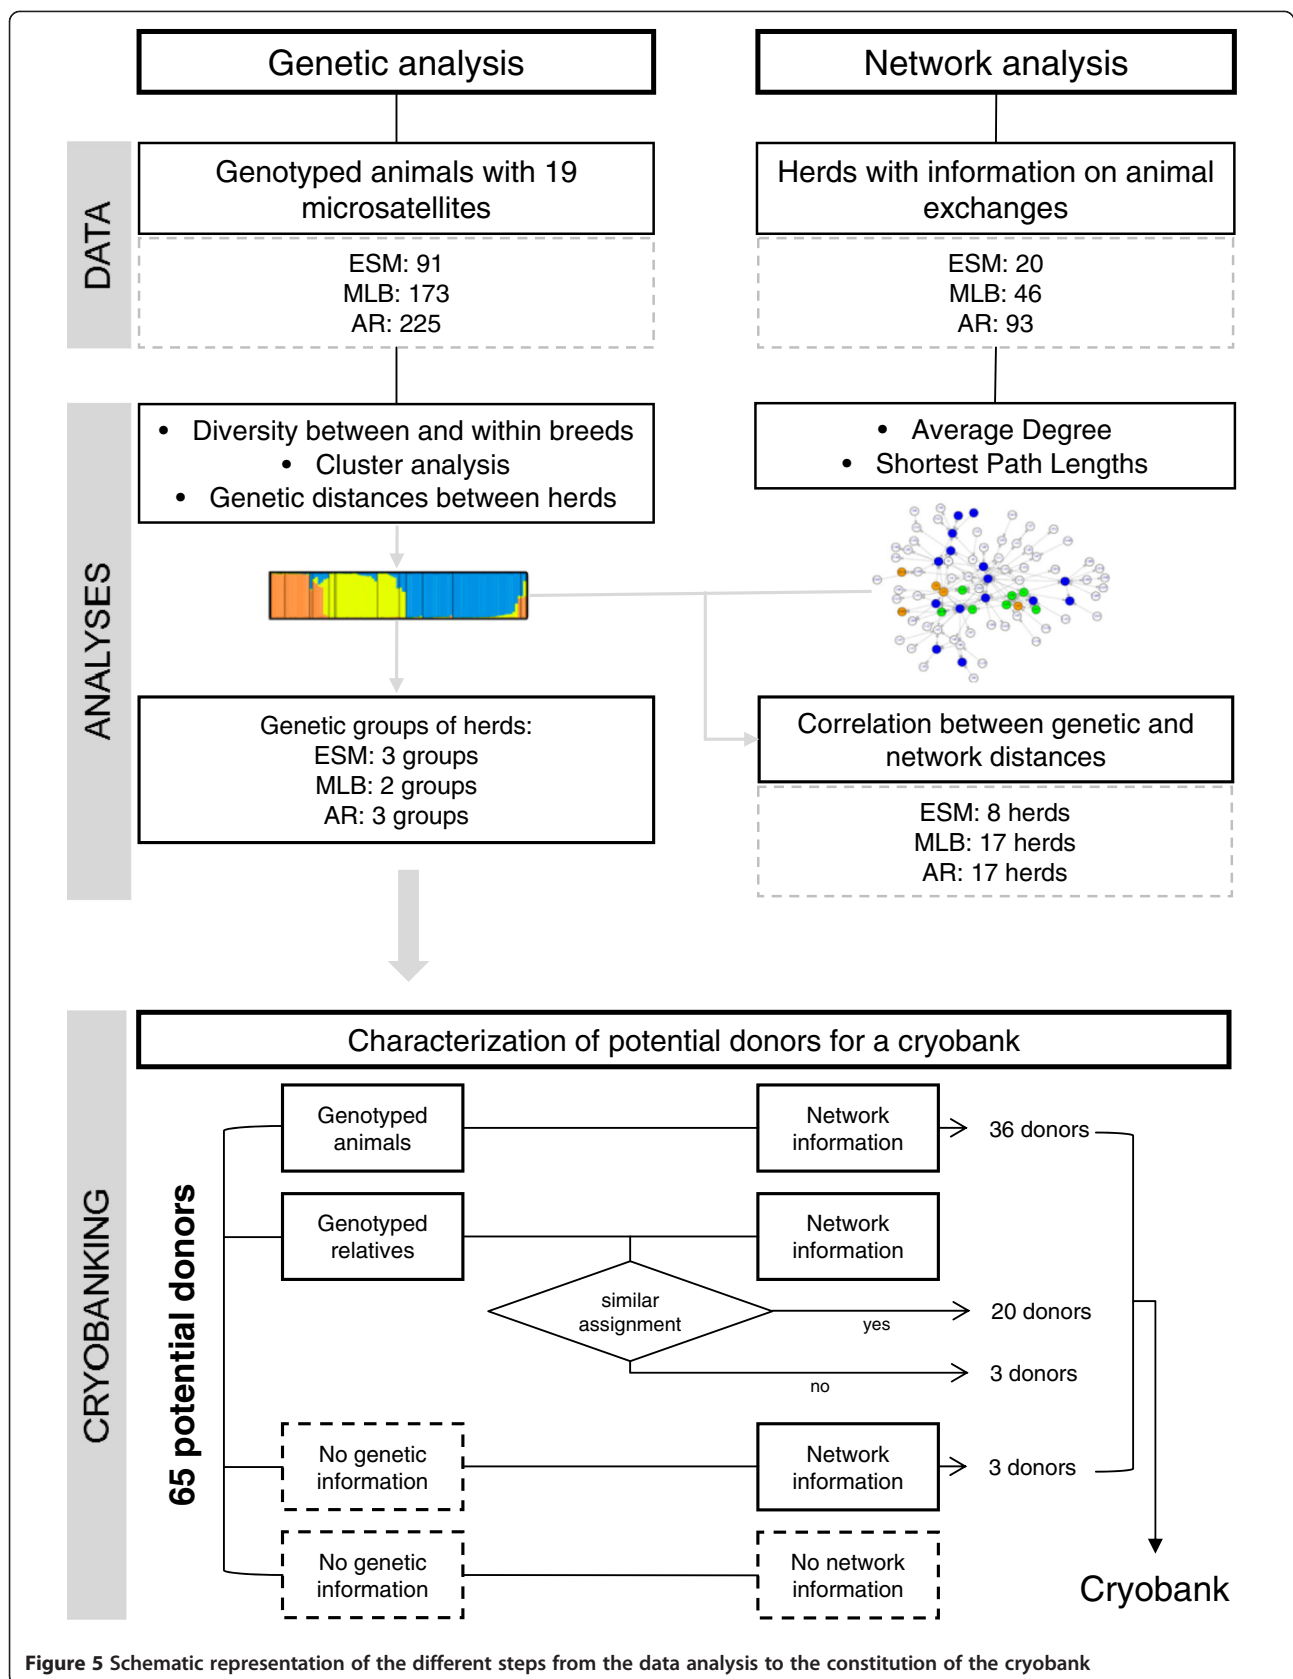 Genetic analysis
Network analysis
DATA
Genotyped animals with 19
microsatellites
ESM: 91
MLB: 173
AR: 225
Herds with information on animal
exchanges
ESM: 20
MLB: 46
AR: 93
ANALYSES
• Diversity between and within breeds
• Cluster analysis
• Genetic distances between herds
• Average Degree
• Shortest Path Lengths
Genetic groups of herds:
ESM: 3 groups
MLB: 2 groups
AR: 3 groups
Correlation between genetic and
network distances
ESM: 8 herds
MLB: 17 herds
AR: 17 herds
CRYOBANKING
Characterization of potential donors for a cryobank
65 potential donors
Genotyped
animals
Network
information
36 donors
Genotyped
relatives
Network
information
similar
assignment
yes
20 donors
no
3 donors
No genetic
information
Network
information
3 donors
No genetic
information
No network
information
Cryobank
Figure 5 Schematic representation of the different steps from the data analysis to the constitution of the cryobank